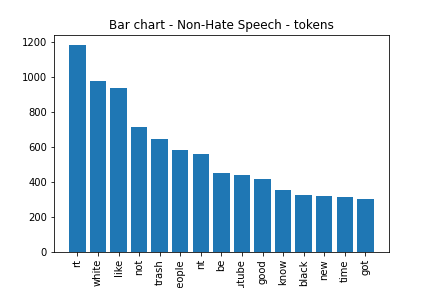 Bar chart - Non-Hate Speech - tokens
1200
1000
800
600
400
200
0
rt
white
like
not
trash
eople
nt
be
utube
good
know
black
new
time
got